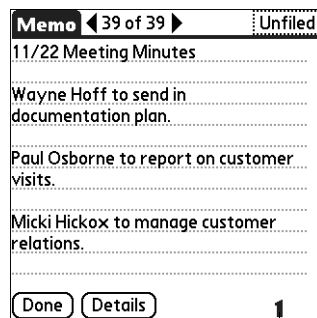 Memo 39 of 39 Unfiled
11/22 Meeting Minutes
Wayne Hoff to send in
documentation plan.
Paul Osborne to report on customer
visits.
Micki Hickox to manage customer
relations.
Done Details
1